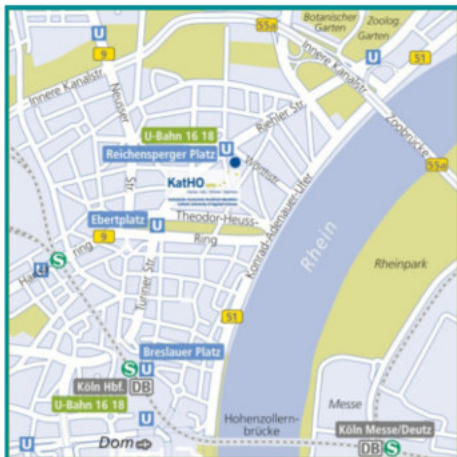 Botanischer
Garten
Zoolog.
Garten
55a
U
9
U
51
Innere Kanalstr.
Innere Kanalstr.
Neusser
Str.
Riehler Str.
Zoobrücke
55a
U-Bahn 16 18
Reichensperger Platz
U
Wörthstr.
KatHO
Konrad-Adenauer-Ufer
Rhein
Ebertplatz
U
Theodor-Heuss-
Ring
9
ring
S
U
Rheinpark
Turiner Str.
51
Breslauer Platz
S
U
Köln Hbf.
DB
U-Bahn 16 18
Messe
Hohenzollern-
brücke
Köln Messe/Deutz
U
Dom
U
DB
S